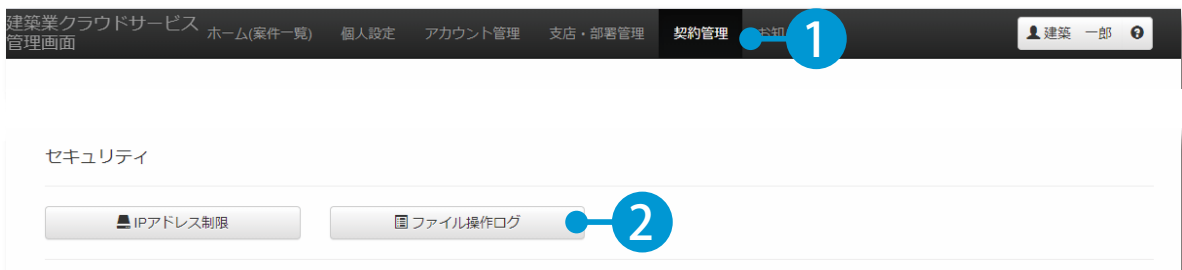 建築業クラウドサービス
管理画面
ホーム(案件一覧) 個人設定 アカウント管理 支店・部署管理 契約管理 1 建築 一郎
セキュリティ
IPアドレス制限 ファイル操作ログ 2